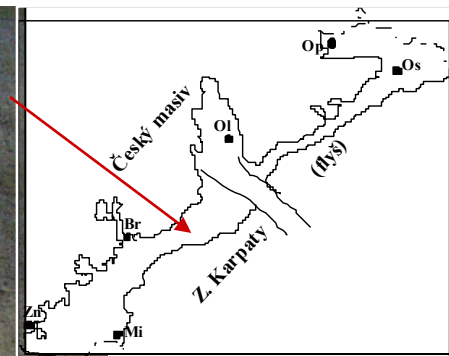 Op
Os
Český masiv
Ol
(flyš)
Br
Z. Karpaty
Zn
Mi